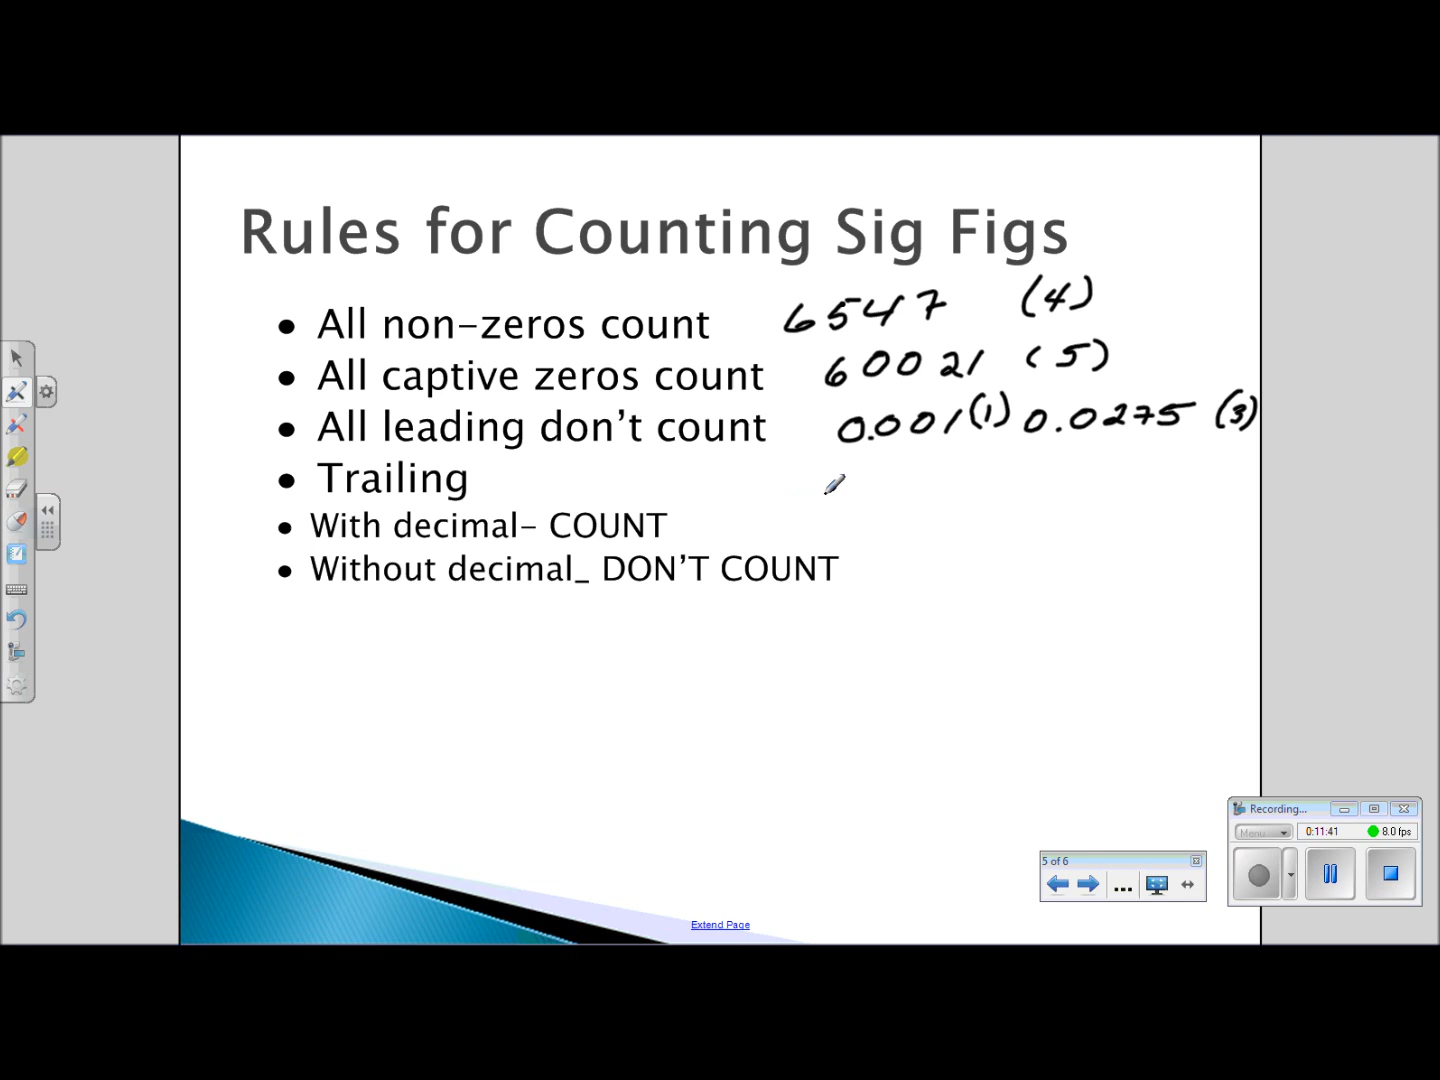 Rules for Counting Sig Figs
• All non-zeros count 6547 (4)
• All captive zeros count 60021 (5)
• All leading don't count 0.001 (1) 0.0275 (3)
• Trailing
• With decimal- COUNT
• Without decimal_ DON'T COUNT
Recording...
Menu 0:11:41 8.0 fps
5 of 6
...
Extend Page